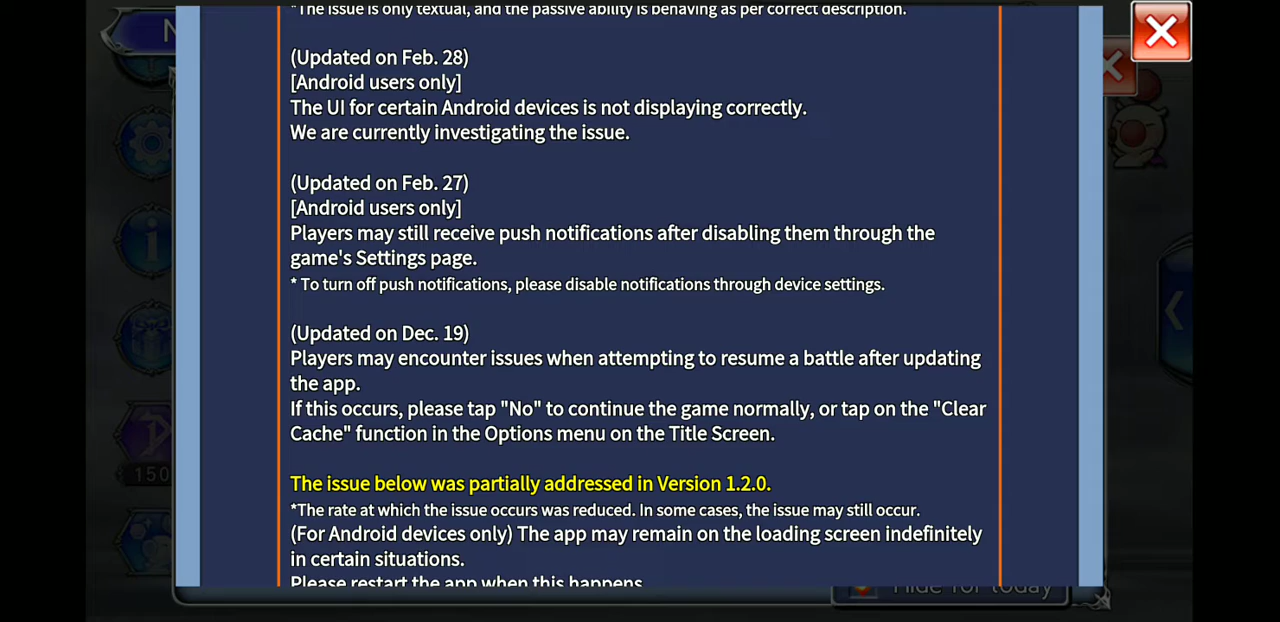 *The issue is only textual, and the passive ability is behaving as per correct description.
(Updated on Feb. 28)
[Android users only]
The UI for certain Android devices is not displaying correctly.
We are currently investigating the issue.
(Updated on Feb. 27)
[Android users only]
Players may still receive push notifications after disabling them through the
game's Settings page.
* To turn off push notifications, please disable notifications through device settings.
(Updated on Dec. 19)
Players may encounter issues when attempting to resume a battle after updating
the app.
If this occurs, please tap "No" to continue the game normally, or tap on the "Clear
Cache" function in the Options menu on the Title Screen.
150
The issue below was partially addressed in Version 1.2.0.
*The rate at which the issue occurs was reduced. In some cases, the issue may still occur.
(For Android devices only) The app may remain on the loading screen indefinitely
in certain situations.
Please restart the app when this happens.
Hide for today